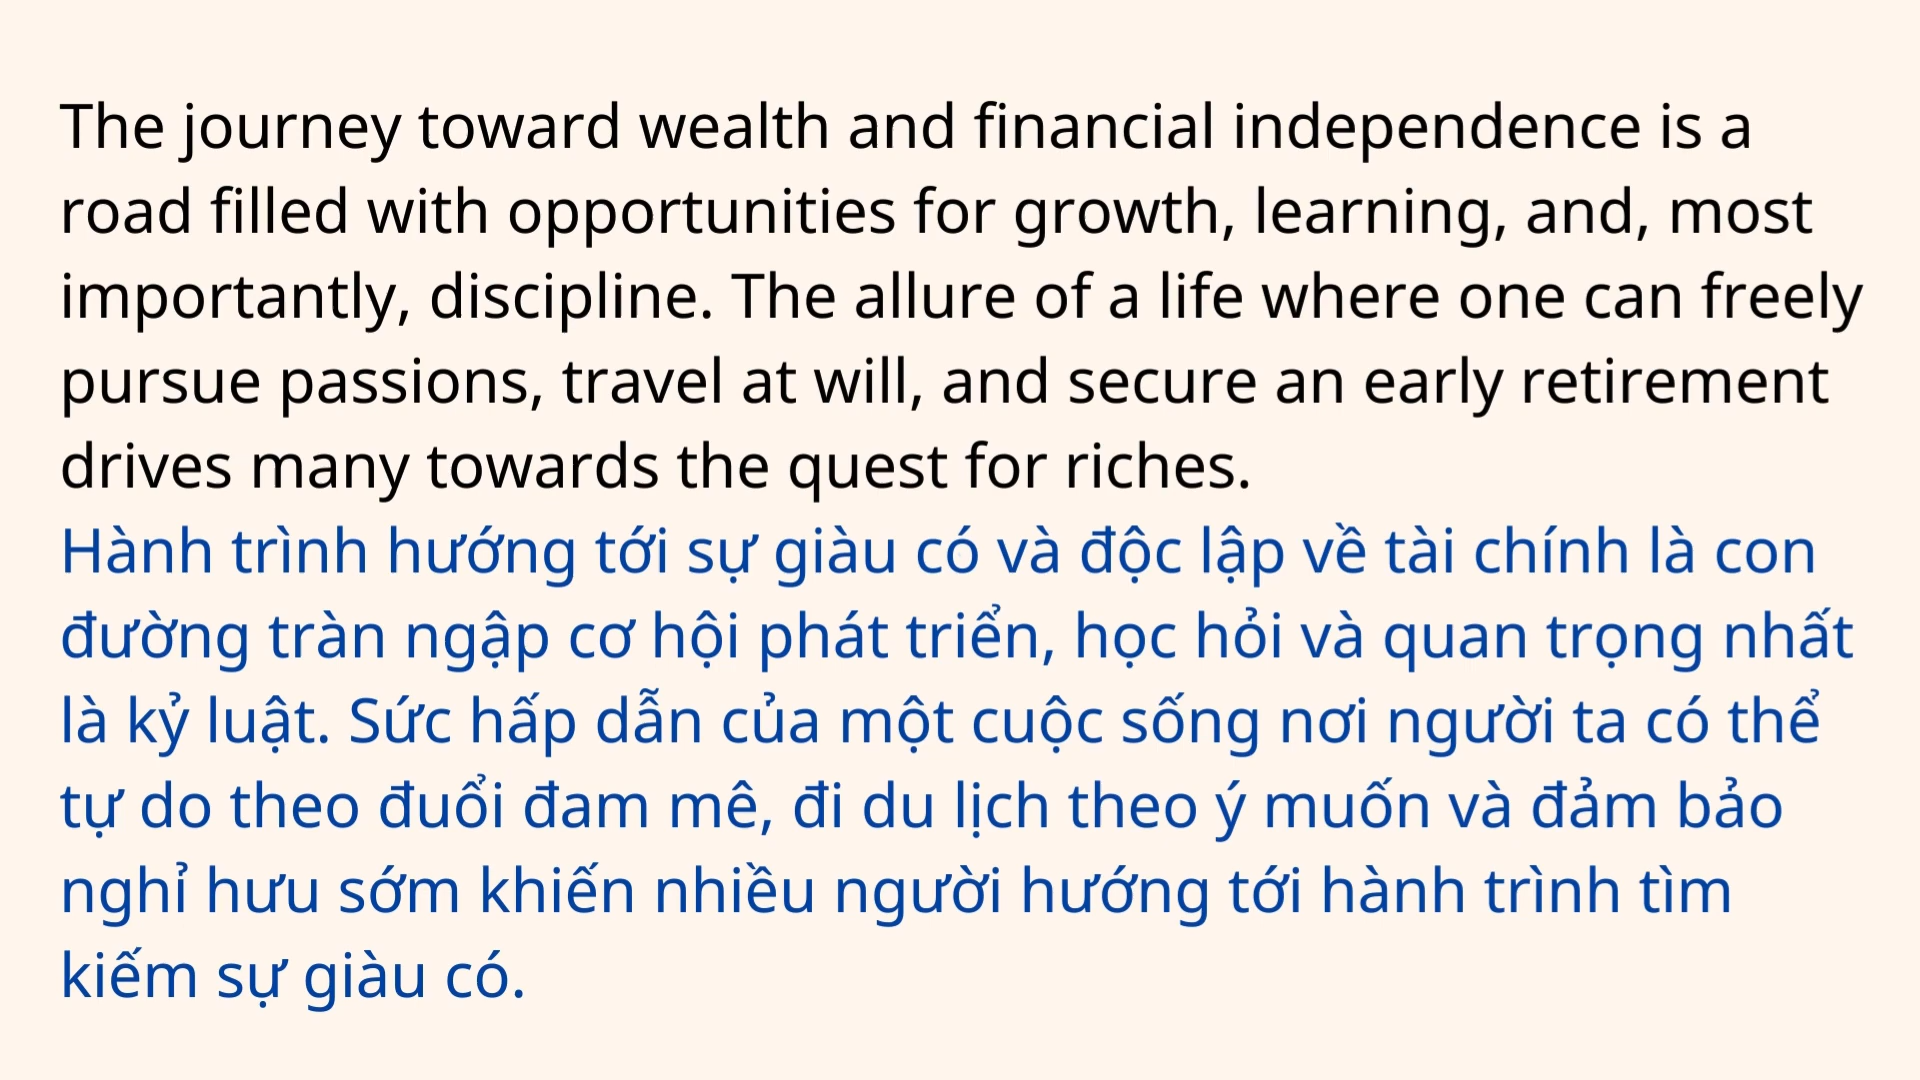 The journey toward wealth and financial independence is a
road filled with opportunities for growth, learning, and, most
importantly, discipline. The allure of a life where one can freely
pursue passions, travel at will, and secure an early retirement
drives many towards the quest for riches.
Hành trình hướng tới sự giàu có và độc lập về tài chính là con
đường tràn ngập cơ hội phát triển, học hỏi và quan trọng nhất
là kỷ luật. Sức hấp dẫn của một cuộc sống nơi người ta có thể
tự do theo đuổi đam mê, đi du lịch theo ý muốn và đảm bảo
nghỉ hưu sớm khiến nhiều người hướng tới hành trình tìm
kiếm sự giàu có.